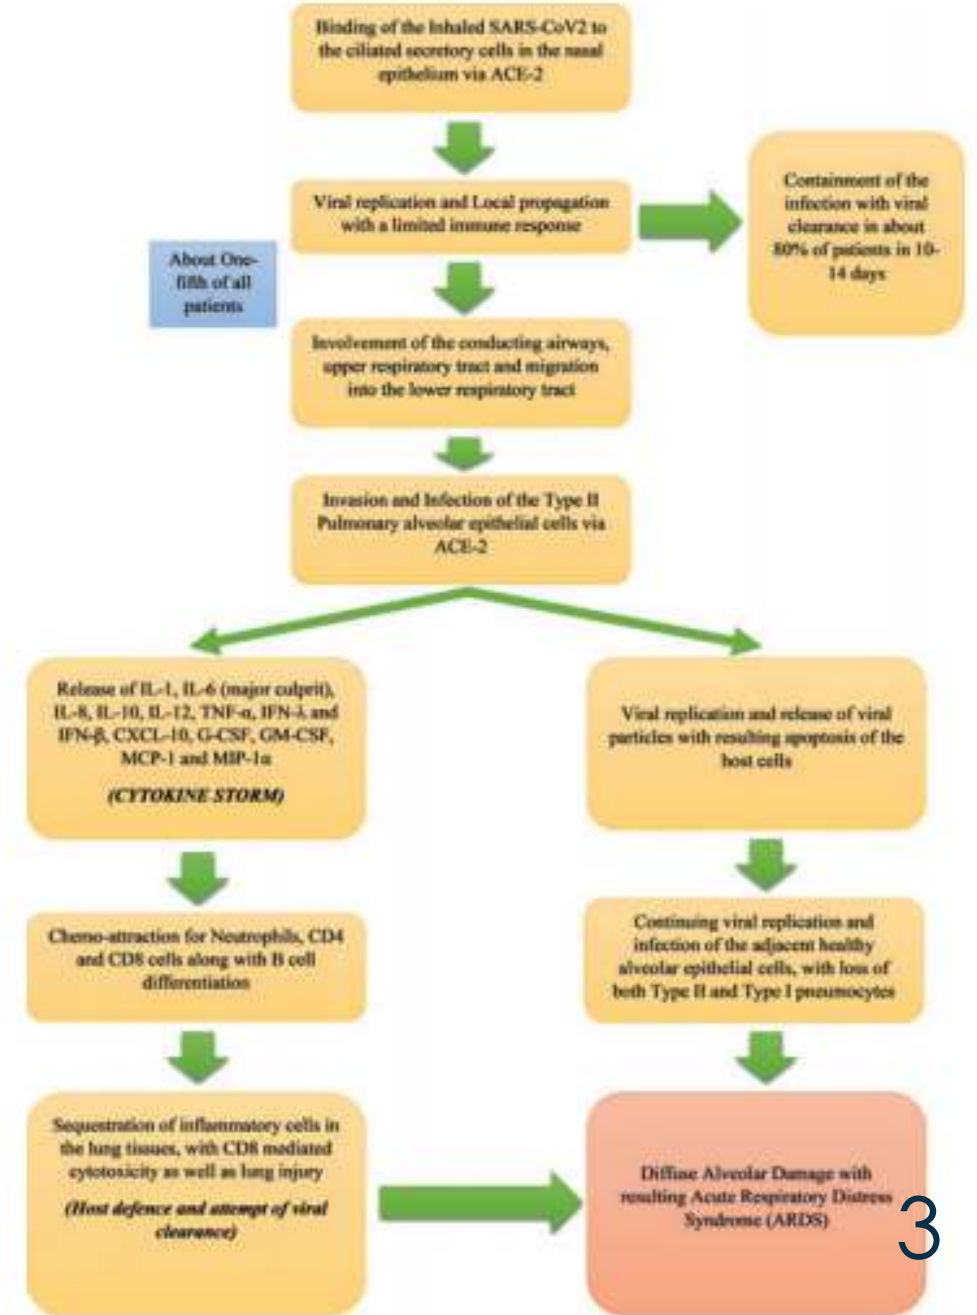 Binding of the Inhaled SARS-CoV2 to
the ciliated secretory cells in the nasal
epithelium via ACE-2
Viral replication and Local propagation
with a limited immune response
Containment of the
infection with viral
clearance in about
80% of patients in 10-
14 days
About One-
fifth of all
patients
Involvement of the conducting airways,
upper respiratory tract and migration
into the lower respiratory tract
Invasion and Infection of the Type II
Pulmonary alveolar epithelial cells via
ACE-2
Release of IL-1, IL-6 (major culprit),
IL-8, IL-10, IL-12, TNF-α, IFN-λ and
IFN-β, CXCL-10, G-CSF, GM-CSF,
MCP-1 and MIP-1α
(CYTOKINE STORM)
Viral replication and release of viral
particles with resulting apoptosis of the
host cells
Chemo-attraction for Neutrophils, CD4
and CD8 cells along with B cell
differentiation
Continuing viral replication and
infection of the adjacent healthy
alveolar epithelial cells, with loss of
both Type II and Type I pneumocytes
Sequestration of inflammatory cells in
the lung tissues, with CD8 mediated
cytotoxicity as well as lung injury
(Host defence and attempt of viral
clearance)
Diffuse Alveolar Damage with
resulting Acute Respiratory Distress
Syndrome (ARDS)
3